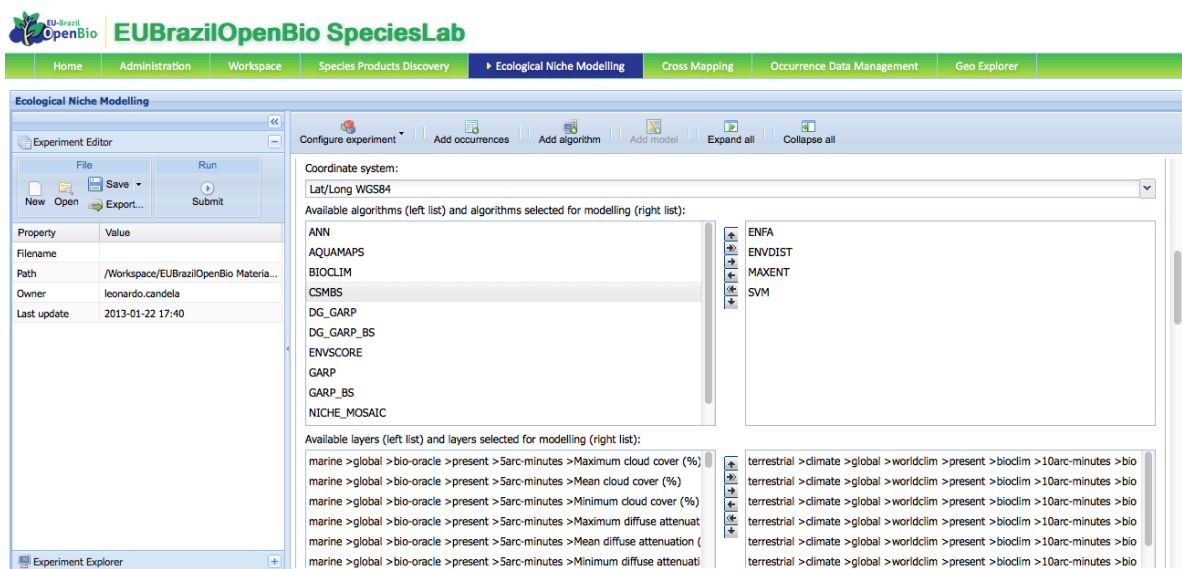 EU-Brazil
OpenBio
EUBrazilOpenBio SpeciesLab
Home Administration Workspace Species Products Discovery Ecological Niche Modelling Cross Mapping Occurrence Data Management Geo Explorer
Ecological Niche Modelling
Experiment Editor
File Run
New Open Save Export... Submit
Property Value
Filename
Path /Workspace/EUBrazilOpenBio Materia...
Owner leonardo.candela
Last update 2013-01-22 17:40
Experiment Explorer
Configure experiment Add occurrences Add algorithm Add model Expand all Collapse all
Coordinate system:
Lat/Long WGS84
Available algorithms (left list) and algorithms selected for modelling (right list):
ANN
AQUAMAPS
BIOCLIM
CSMBS
DG_GARP
DG_GARP_BS
ENVSCORE
GARP
GARP_BS
NICHE_MOSAIC
ENFA
ENVDIST
MAXENT
SVM
Available layers (left list) and layers selected for modelling (right list):
marine >global >bio-oracle >present >5arc-minutes >Maximum cloud cover (%)
marine >global >bio-oracle >present >5arc-minutes >Mean cloud cover (%)
marine >global >bio-oracle >present >5arc-minutes >Minimum cloud cover (%)
marine >global >bio-oracle >present >5arc-minutes >Maximum diffuse attenuat
marine >global >bio-oracle >present >5arc-minutes >Mean diffuse attenuation (
marine >global >bio-oracle >present >5arc-minutes >Minimum diffuse attenuati
terrestrial >climate >global >worldclim >present >bioclim >10arc-minutes >bio
terrestrial >climate >global >worldclim >present >bioclim >10arc-minutes >bio
terrestrial >climate >global >worldclim >present >bioclim >10arc-minutes >bio
terrestrial >climate >global >worldclim >present >bioclim >10arc-minutes >bio
terrestrial >climate >global >worldclim >present >bioclim >10arc-minutes >bio
terrestrial >climate >global >worldclim >present >bioclim >10arc-minutes >bio